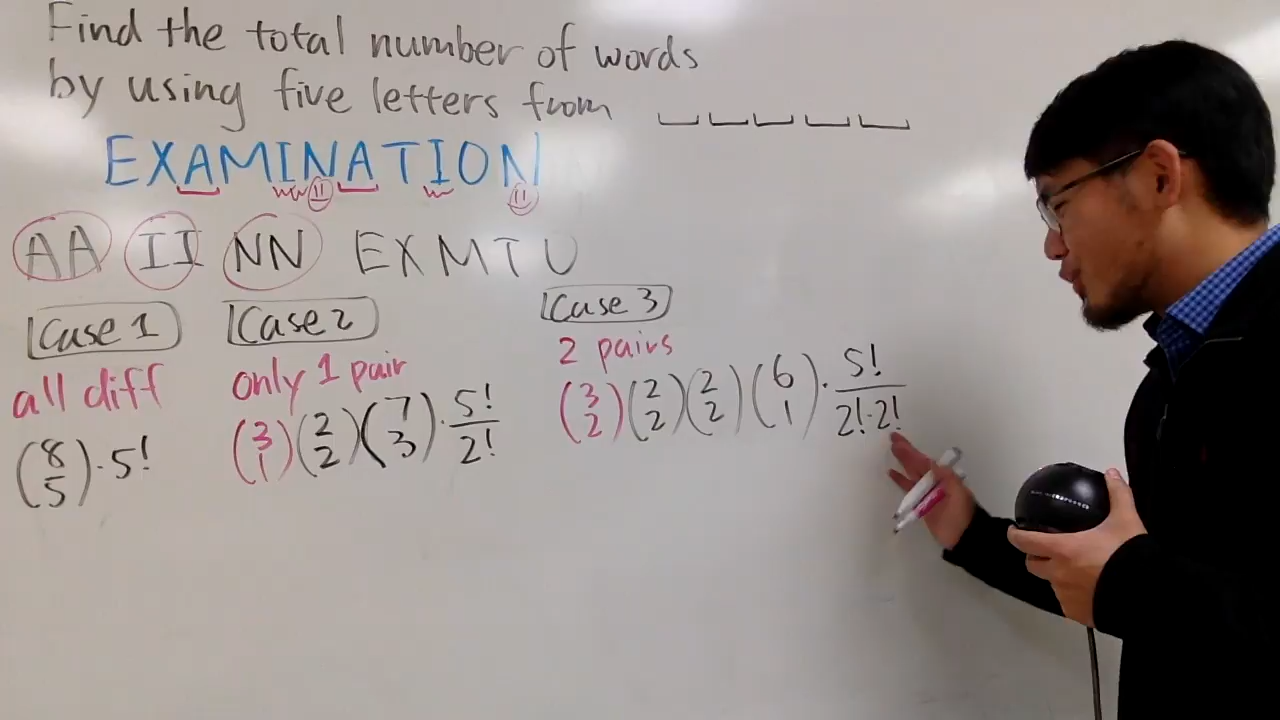 Find the total number of words
by using five letters from _ _ _ _ _
EXAMINATION
AA II NN EXMTU
Case 1
all diff
(8 5) · 5!
Case 2
only 1 pair
(3 1)(2 2)(7 3) · 5!/2!
Case 3
2 pairs
(3 2)(2 2)(2 2)(6 1) · 5!/2!·2!